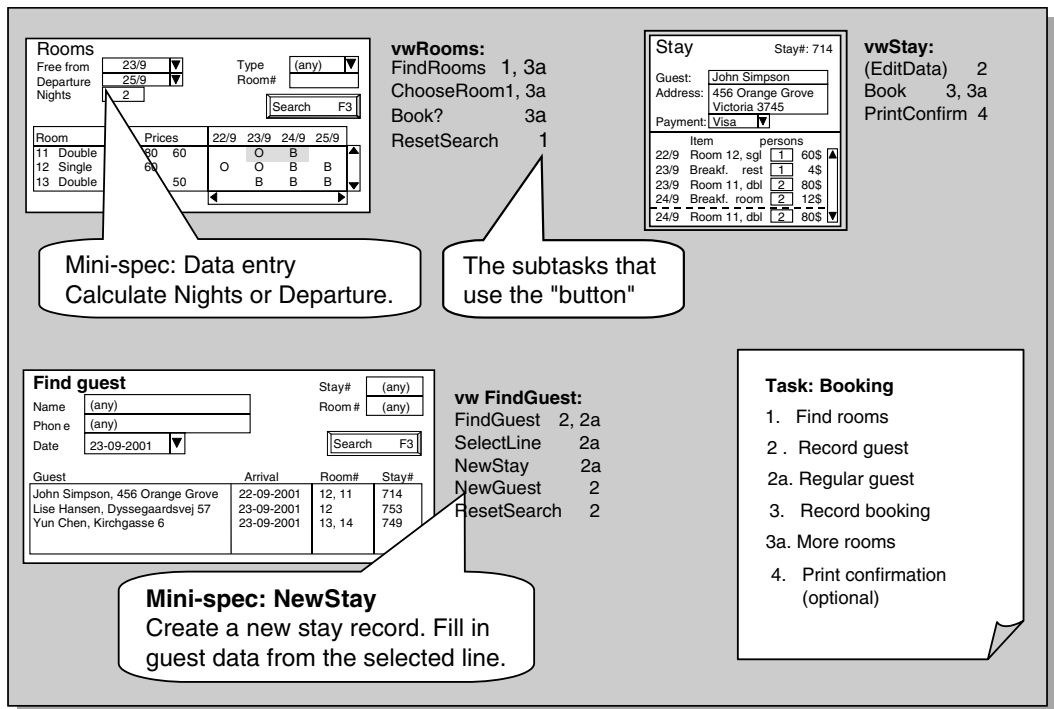 Rooms
Free from 23/9 Type (any)
Departure 25/9 Room#
Nights 2
Search F3
Room Prices 22/9 23/9 24/9 25/9
11 Double 60 O B
12 Single 60 O O B B
13 Double 50 B B B
Mini-spec: Data entry
Calculate Nights or Departure.
vwRooms:
FindRooms 1, 3a
ChooseRoom1, 3a
Book? 3a
ResetSearch 1
The subtasks that
use the "button"
Stay Stay#: 714
Guest: John Simpson
Address: 456 Orange Grove
Victoria 3745
Payment: Visa
Item persons
22/9 Room 12, sgl 1 60$
23/9 Breakf. rest 1 4$
23/9 Room 11, dbl 2 80$
24/9 Breakf. room 2 12$
24/9 Room 11, dbl 2 80$
vwStay:
(EditData) 2
Book 3, 3a
PrintConfirm 4
Find guest
Stay# (any)
Name (any) Room # (any)
Phon e (any)
Date 23-09-2001 Search F3
Guest Arrival Room# Stay#
John Simpson, 456 Orange Grove 22-09-2001 12, 11 714
Lise Hansen, Dyssegaardsvej 57 23-09-2001 12 753
Yun Chen, Kirchgasse 6 23-09-2001 13, 14 749
vw FindGuest:
FindGuest 2, 2a
SelectLine 2a
NewStay 2a
NewGuest 2
ResetSearch 2
Mini-spec: NewStay
Create a new stay record. Fill in
guest data from the selected line.
Task: Booking
1. Find rooms
2 . Record guest
2a. Regular guest
3. Record booking
3a. More rooms
4. Print confirmation
(optional)